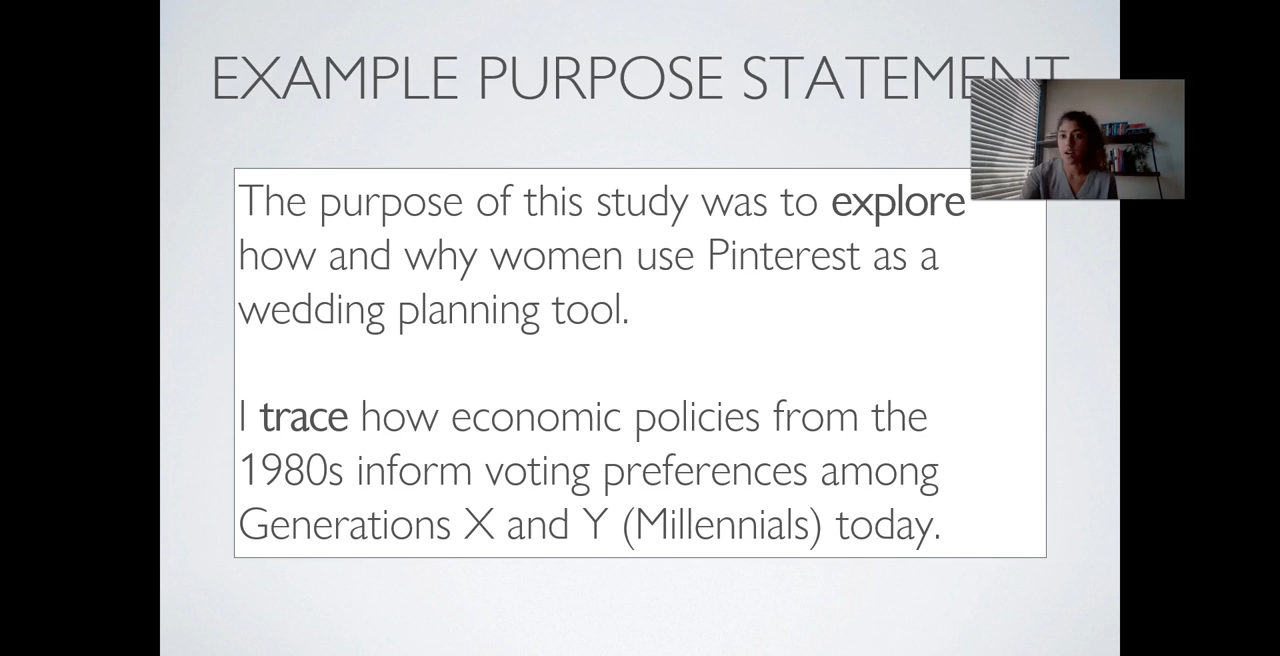 EXAMPLE PURPOSE STATEMENT
The purpose of this study was to explore
how and why women use Pinterest as a
wedding planning tool.
I trace how economic policies from the
1980s inform voting preferences among
Generations X and Y (Millennials) today.